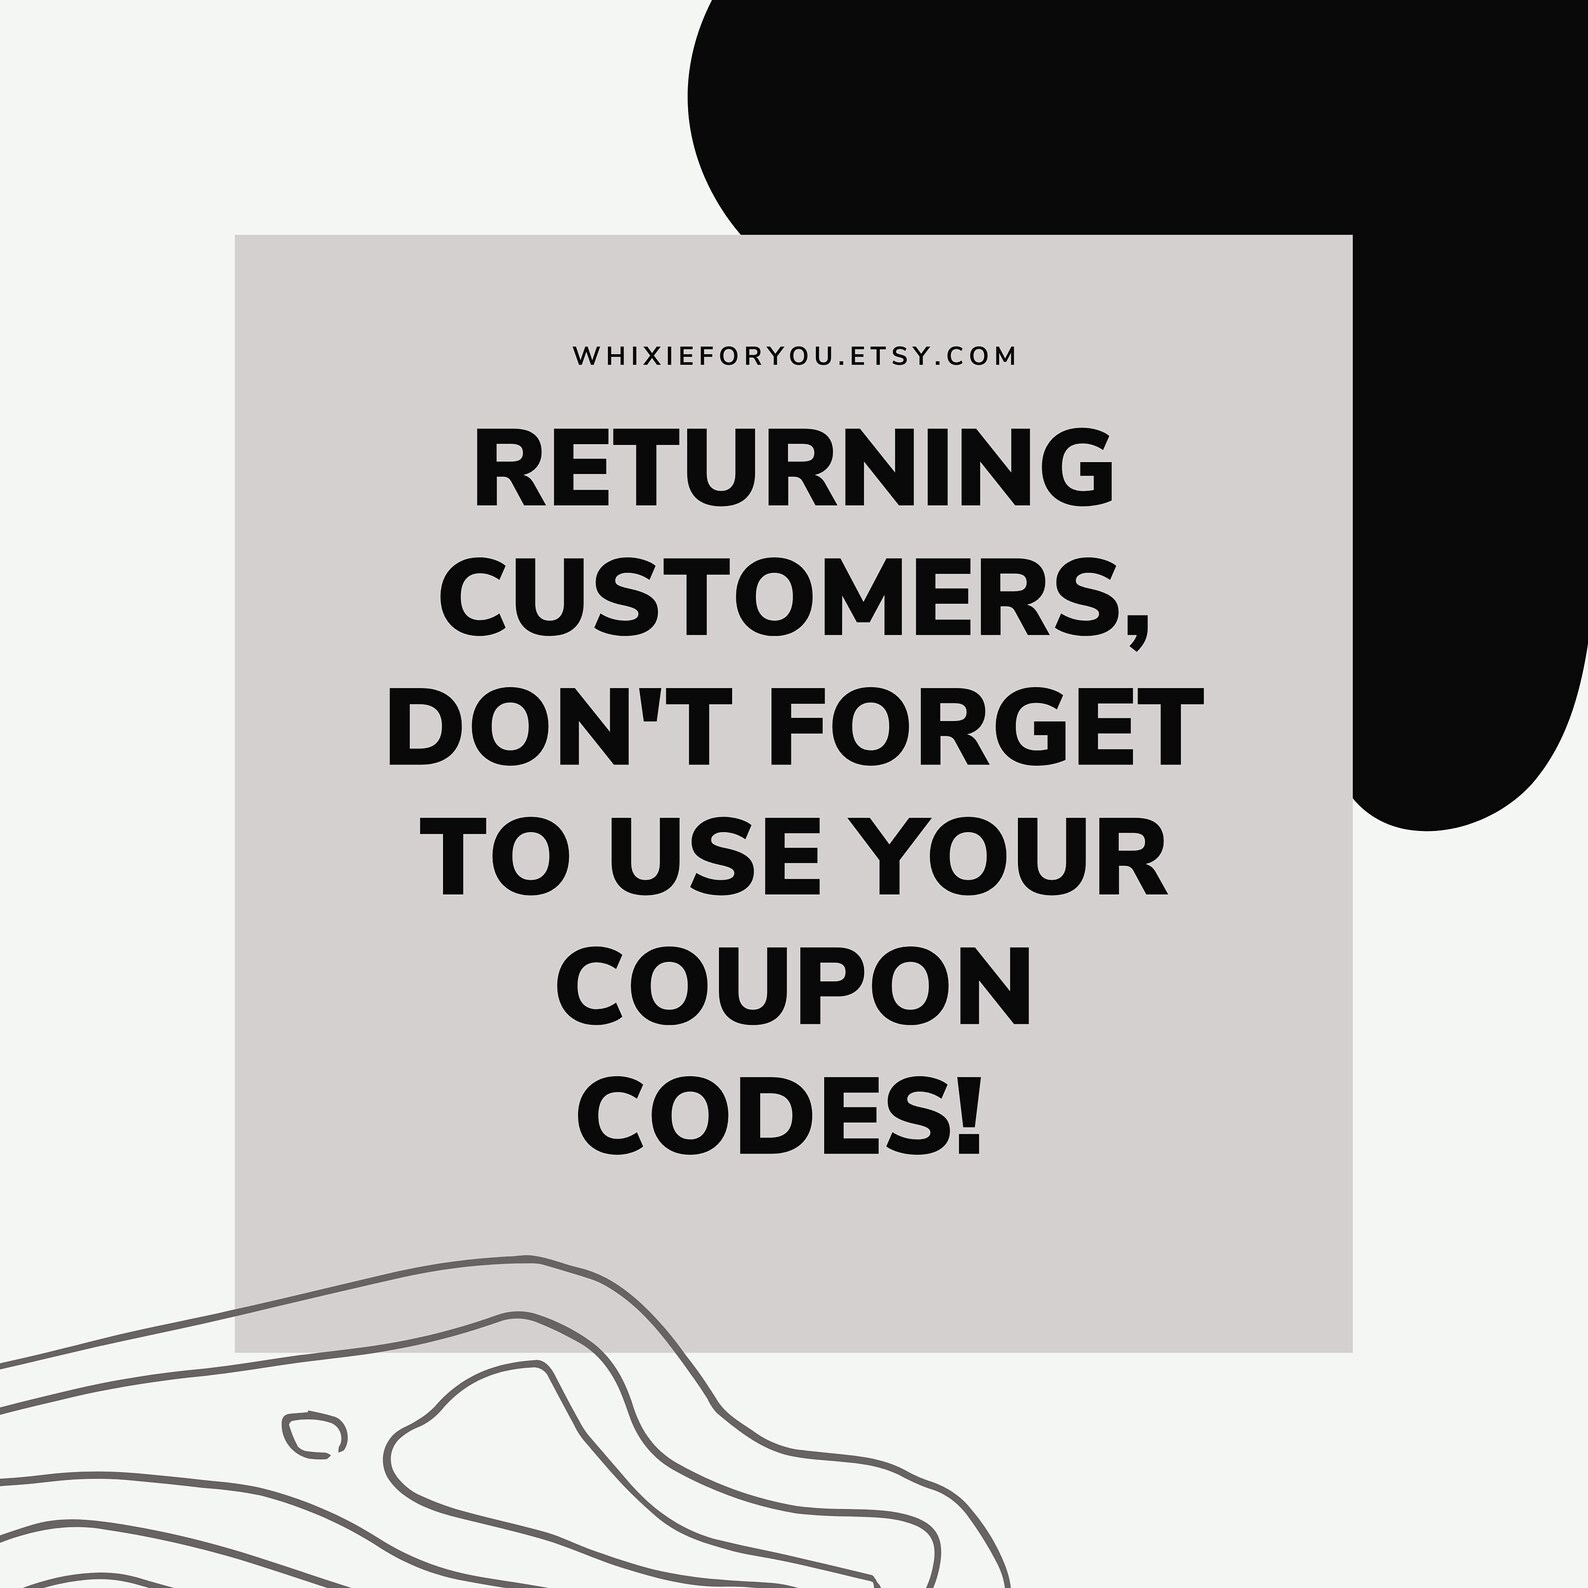 WHIXIEFORYOU.ETSY.COM
RETURNING
CUSTOMERS,
DON'T FORGET
TO USE YOUR
COUPON
CODES!